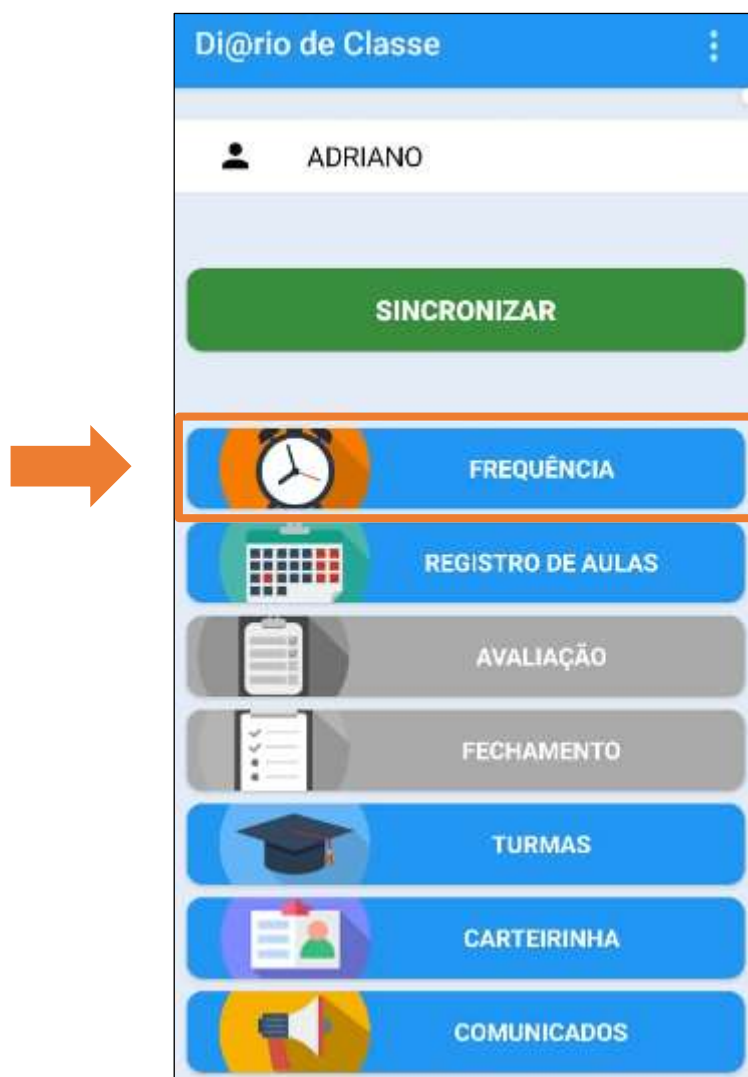 Di@rio de Classe
ADRIANO
SINCRONIZAR
FREQUÊNCIA
REGISTRO DE AULAS
AVALIAÇÃO
FECHAMENTO
TURMAS
CARTEIRINHA
COMUNICADOS